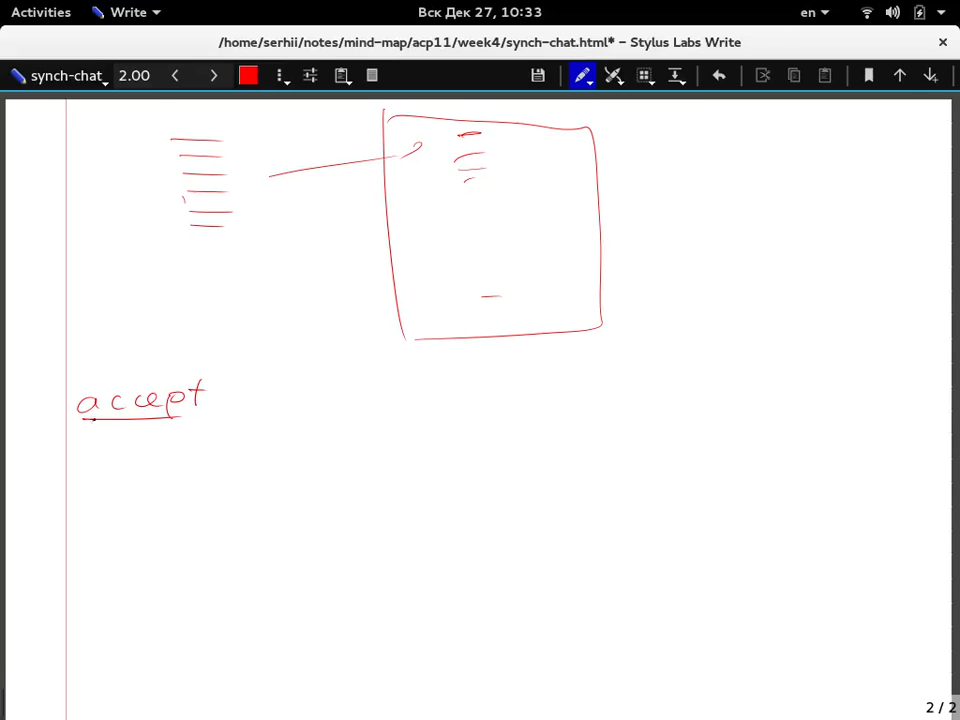 Activities Write Вск Дек 27, 10:33 en
/home/serhii/notes/mind-map/acp11/week4/synch-chat.html* – Stylus Labs Write ×
synch-chat 2.00
accept
2 / 2